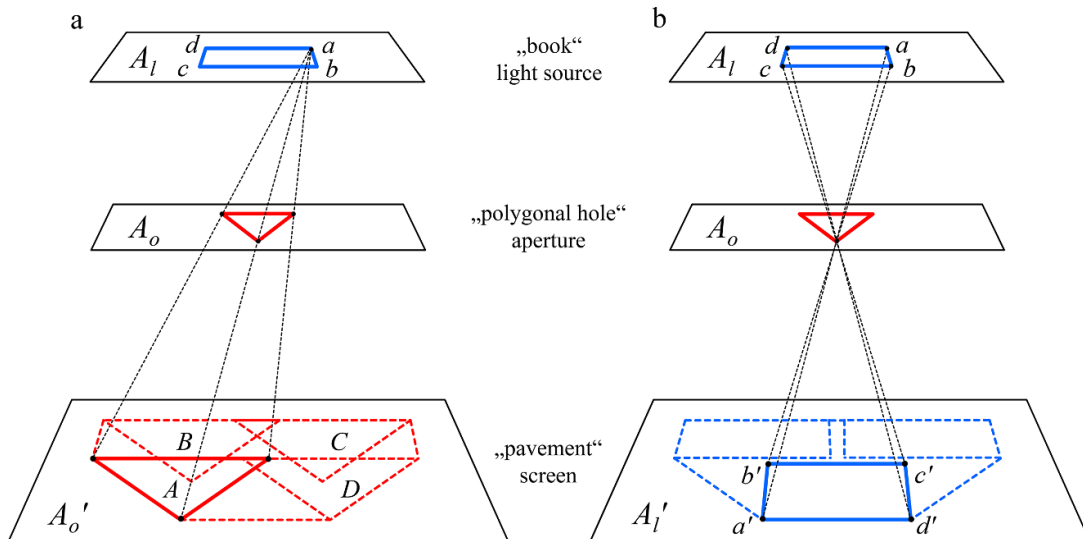 a
b
A_l
d
a
c
b
„book“
light source
A_l
d
a
c
b
A_o
„polygonal hole“
aperture
A_o
B
C
A
D
A_o'
„pavement“
screen
b'
c'
a'
d'
A_l'